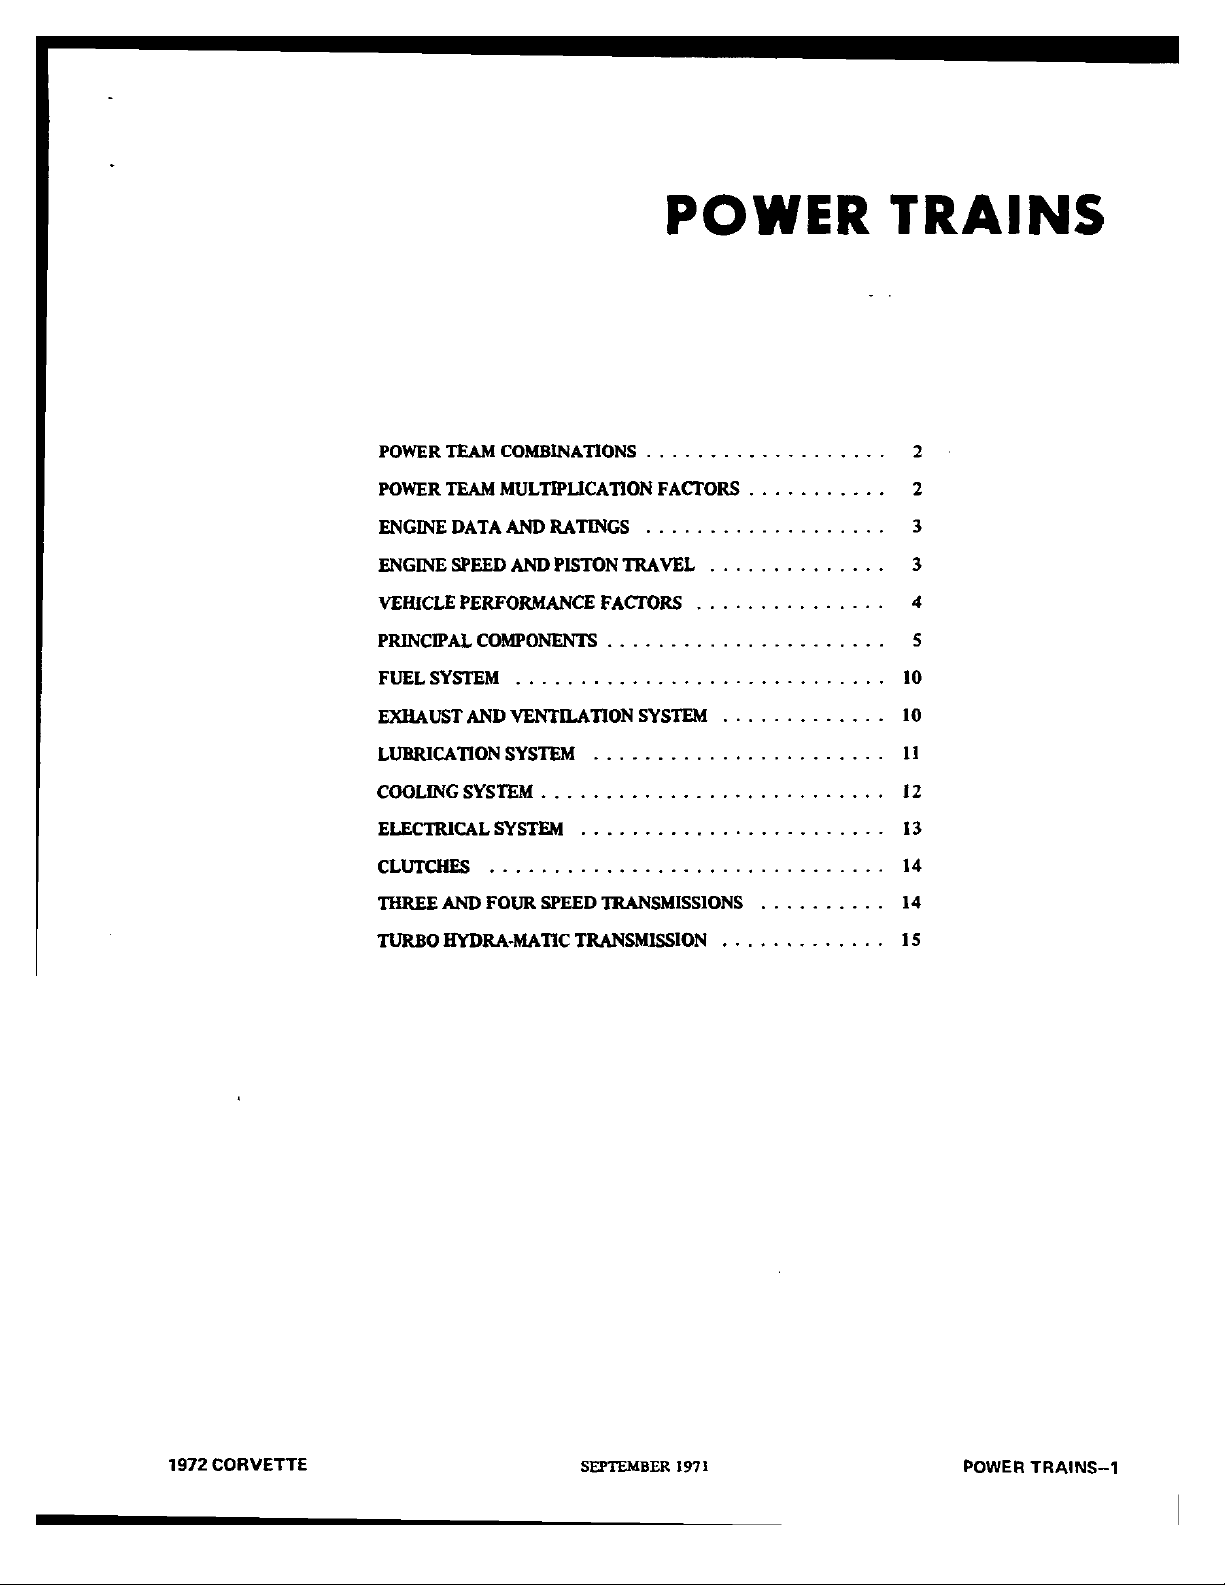 POWER TRAINS
POWER TEAM COMBINATIONS . . . . . . . . . . . . . . . . . . . 2
POWER TEAM MULTIPLICATION FACTORS . . . . . . . . . . . 2
ENGINE DATA AND RATINGS . . . . . . . . . . . . . . . . . . . 3
ENGINE SPEED AND PISTON TRAVEL . . . . . . . . . . . . . . 3
VEHICLE PERFORMANCE FACTORS . . . . . . . . . . . . . . . 4
PRINCIPAL COMPONENTS . . . . . . . . . . . . . . . . . . . . . . 5
FUEL SYSTEM . . . . . . . . . . . . . . . . . . . . . . . . . . . . . 10
EXHAUST AND VENTILATION SYSTEM . . . . . . . . . . . . . 10
LUBRICATION SYSTEM . . . . . . . . . . . . . . . . . . . . . . . 11
COOLING SYSTEM . . . . . . . . . . . . . . . . . . . . . . . . . . . 12
ELECTRICAL SYSTEM . . . . . . . . . . . . . . . . . . . . . . . . 13
CLUTCHES . . . . . . . . . . . . . . . . . . . . . . . . . . . . . . . 14
THREE AND FOUR SPEED TRANSMISSIONS . . . . . . . . . . 14
TURBO HYDRA-MATIC TRANSMISSION . . . . . . . . . . . . . 15
1972 CORVETTE SEPTEMBER 1971 POWER TRAINS–1